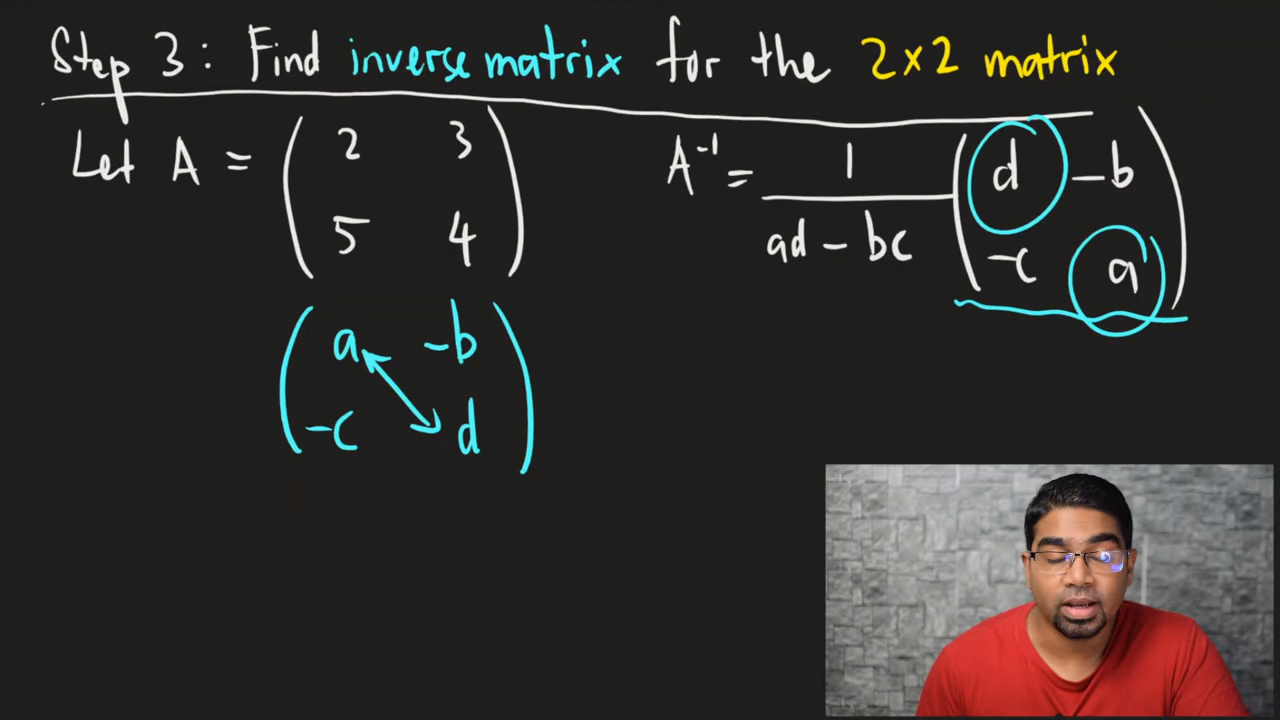 Step 3: Find inverse matrix for the 2×2 matrix
Let A = ( 2 3
5 4 )
A⁻¹ = 1
ad - bc
( d -b
-c a )
( a -b
-c d )